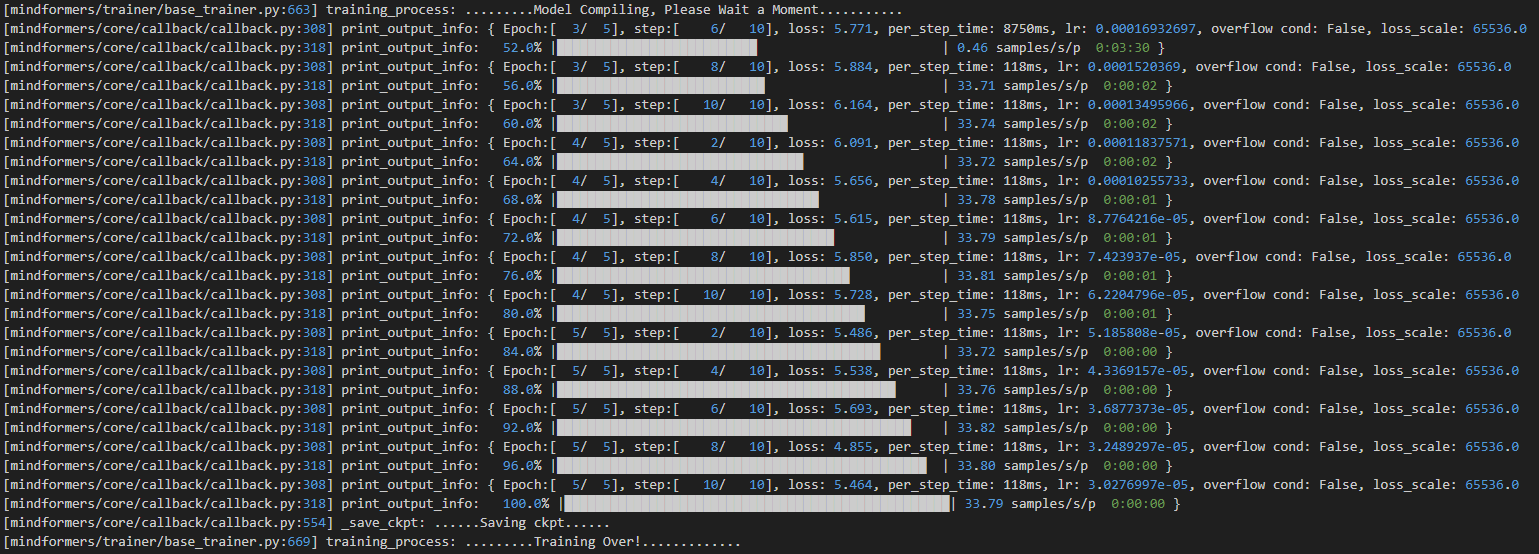 [mindformers/trainer/base_trainer.py:663] training_process: .........Model Compiling, Please Wait a Moment...........
[mindformers/core/callback/callback.py:308] print_output_info: { Epoch:[  3/  5], step:[    6/   10], loss: 5.771, per_step_time: 8750ms, lr: 0.00016932697, overflow cond: False, loss_scale: 65536.0
[mindformers/core/callback/callback.py:318] print_output_info:   52.0% |██████████████████████████                        | 0.46 samples/s/p  0:03:30 }
[mindformers/core/callback/callback.py:308] print_output_info: { Epoch:[  3/  5], step:[    8/   10], loss: 5.884, per_step_time: 118ms, lr: 0.0001520369, overflow cond: False, loss_scale: 65536.0
[mindformers/core/callback/callback.py:318] print_output_info:   56.0% |████████████████████████████                      | 33.71 samples/s/p  0:00:02 }
[mindformers/core/callback/callback.py:308] print_output_info: { Epoch:[  3/  5], step:[   10/   10], loss: 6.164, per_step_time: 118ms, lr: 0.00013495966, overflow cond: False, loss_scale: 65536.0
[mindformers/core/callback/callback.py:318] print_output_info:   60.0% |██████████████████████████████                    | 33.74 samples/s/p  0:00:02 }
[mindformers/core/callback/callback.py:308] print_output_info: { Epoch:[  4/  5], step:[    2/   10], loss: 6.091, per_step_time: 118ms, lr: 0.00011837571, overflow cond: False, loss_scale: 65536.0
[mindformers/core/callback/callback.py:318] print_output_info:   64.0% |████████████████████████████████                  | 33.72 samples/s/p  0:00:02 }
[mindformers/core/callback/callback.py:308] print_output_info: { Epoch:[  4/  5], step:[    4/   10], loss: 5.656, per_step_time: 118ms, lr: 0.00010255733, overflow cond: False, loss_scale: 65536.0
[mindformers/core/callback/callback.py:318] print_output_info:   68.0% |██████████████████████████████████                | 33.78 samples/s/p  0:00:01 }
[mindformers/core/callback/callback.py:308] print_output_info: { Epoch:[  4/  5], step:[    6/   10], loss: 5.615, per_step_time: 118ms, lr: 8.7764216e-05, overflow cond: False, loss_scale: 65536.0
[mindformers/core/callback/callback.py:318] print_output_info:   72.0% |████████████████████████████████████              | 33.79 samples/s/p  0:00:01 }
[mindformers/core/callback/callback.py:308] print_output_info: { Epoch:[  4/  5], step:[    8/   10], loss: 5.850, per_step_time: 118ms, lr: 7.423937e-05, overflow cond: False, loss_scale: 65536.0
[mindformers/core/callback/callback.py:318] print_output_info:   76.0% |██████████████████████████████████████            | 33.81 samples/s/p  0:00:01 }
[mindformers/core/callback/callback.py:308] print_output_info: { Epoch:[  4/  5], step:[   10/   10], loss: 5.728, per_step_time: 118ms, lr: 6.2204796e-05, overflow cond: False, loss_scale: 65536.0
[mindformers/core/callback/callback.py:318] print_output_info:   80.0% |████████████████████████████████████████          | 33.75 samples/s/p  0:00:01 }
[mindformers/core/callback/callback.py:308] print_output_info: { Epoch:[  5/  5], step:[    2/   10], loss: 5.486, per_step_time: 118ms, lr: 5.185808e-05, overflow cond: False, loss_scale: 65536.0
[mindformers/core/callback/callback.py:318] print_output_info:   84.0% |██████████████████████████████████████████        | 33.72 samples/s/p  0:00:00 }
[mindformers/core/callback/callback.py:308] print_output_info: { Epoch:[  5/  5], step:[    4/   10], loss: 5.538, per_step_time: 118ms, lr: 4.3369157e-05, overflow cond: False, loss_scale: 65536.0
[mindformers/core/callback/callback.py:318] print_output_info:   88.0% |████████████████████████████████████████████      | 33.76 samples/s/p  0:00:00 }
[mindformers/core/callback/callback.py:308] print_output_info: { Epoch:[  5/  5], step:[    6/   10], loss: 5.693, per_step_time: 118ms, lr: 3.6877373e-05, overflow cond: False, loss_scale: 65536.0
[mindformers/core/callback/callback.py:318] print_output_info:   92.0% |██████████████████████████████████████████████    | 33.82 samples/s/p  0:00:00 }
[mindformers/core/callback/callback.py:308] print_output_info: { Epoch:[  5/  5], step:[    8/   10], loss: 4.855, per_step_time: 118ms, lr: 3.2489297e-05, overflow cond: False, loss_scale: 65536.0
[mindformers/core/callback/callback.py:318] print_output_info:   96.0% |████████████████████████████████████████████████  | 33.80 samples/s/p  0:00:00 }
[mindformers/core/callback/callback.py:308] print_output_info: { Epoch:[  5/  5], step:[   10/   10], loss: 5.464, per_step_time: 118ms, lr: 3.0276997e-05, overflow cond: False, loss_scale: 65536.0
[mindformers/core/callback/callback.py:318] print_output_info:   100.0% |██████████████████████████████████████████████████| 33.79 samples/s/p  0:00:00 }
[mindformers/core/callback/callback.py:554] _save_ckpt: ......Saving ckpt......
[mindformers/trainer/base_trainer.py:669] training_process: .........Training Over!.............